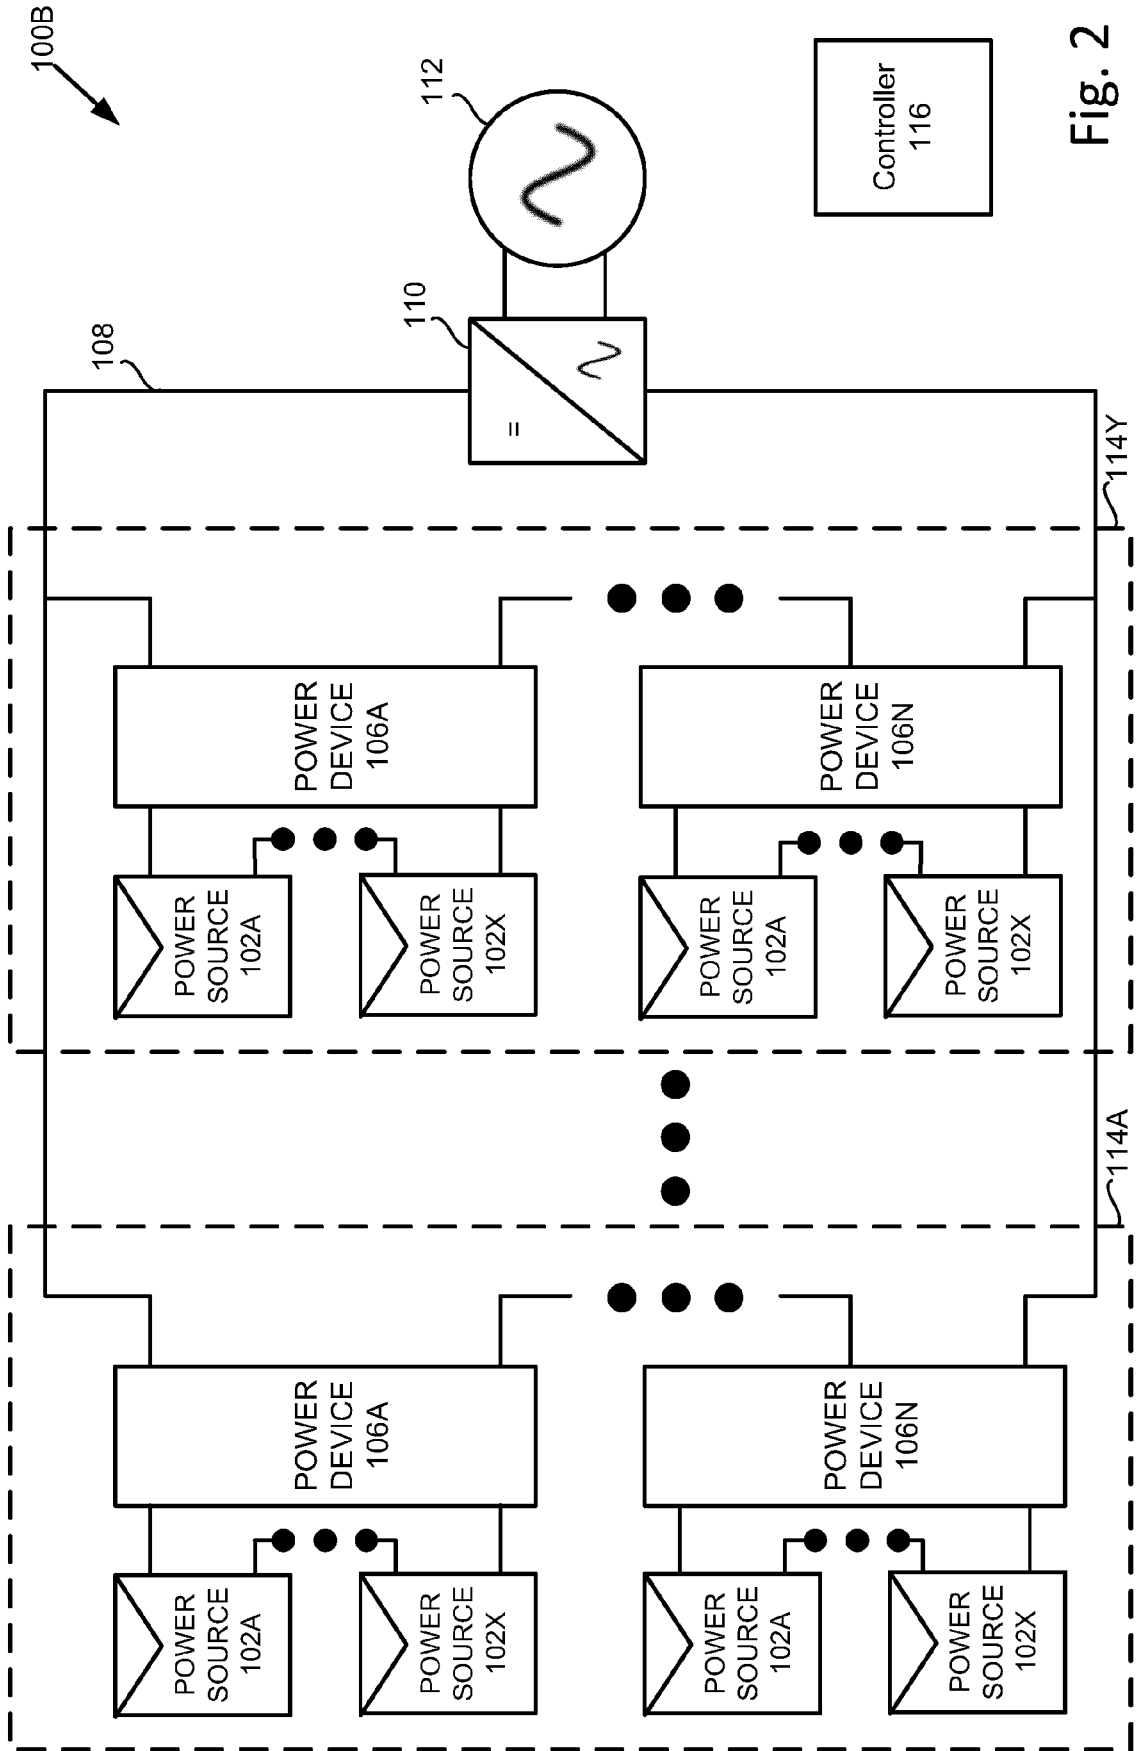 100B
108
110
112
POWER
SOURCE
102A
POWER
DEVICE
106A
POWER
SOURCE
102X
POWER
SOURCE
102A
POWER
DEVICE
106N
POWER
SOURCE
102X
114A
POWER
SOURCE
102A
POWER
DEVICE
106A
POWER
SOURCE
102X
POWER
SOURCE
102A
POWER
DEVICE
106N
POWER
SOURCE
102X
114Y
=
Controller
116
Fig. 2